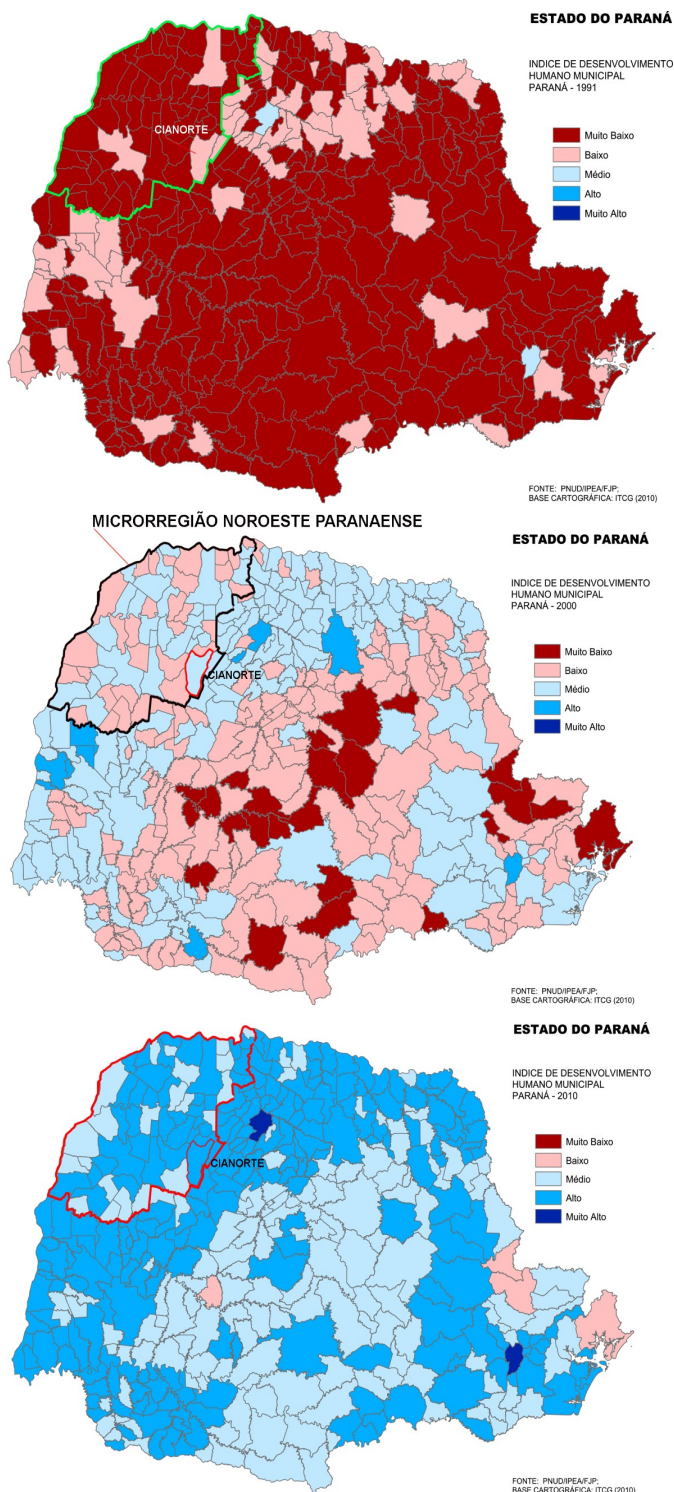 ESTADO DO PARANÁ
INDICE DE DESENVOLVIMENTO
HUMANO MUNICIPAL
PARANÁ - 1991
CIANORTE
Muito Baixo
Baixo
Médio
Alto
Muito Alto
FONTE: PNUD/IPEA/FJP;
BASE CARTOGRÁFICA: ITCG (2010)
MICRORREGIÃO NOROESTE PARANAENSE
ESTADO DO PARANÁ
INDICE DE DESENVOLVIMENTO
HUMANO MUNICIPAL
PARANÁ - 2000
CIANORTE
Muito Baixo
Baixo
Médio
Alto
Muito Alto
FONTE: PNUD/IPEA/FJP;
BASE CARTOGRÁFICA: ITCG (2010)
ESTADO DO PARANÁ
INDICE DE DESENVOLVIMENTO
HUMANO MUNICIPAL
PARANÁ - 2010
CIANORTE
Muito Baixo
Baixo
Médio
Alto
Muito Alto
FONTE: PNUD/IPEA/FJP;
BASE CARTOGRÁFICA: ITCG (2010)